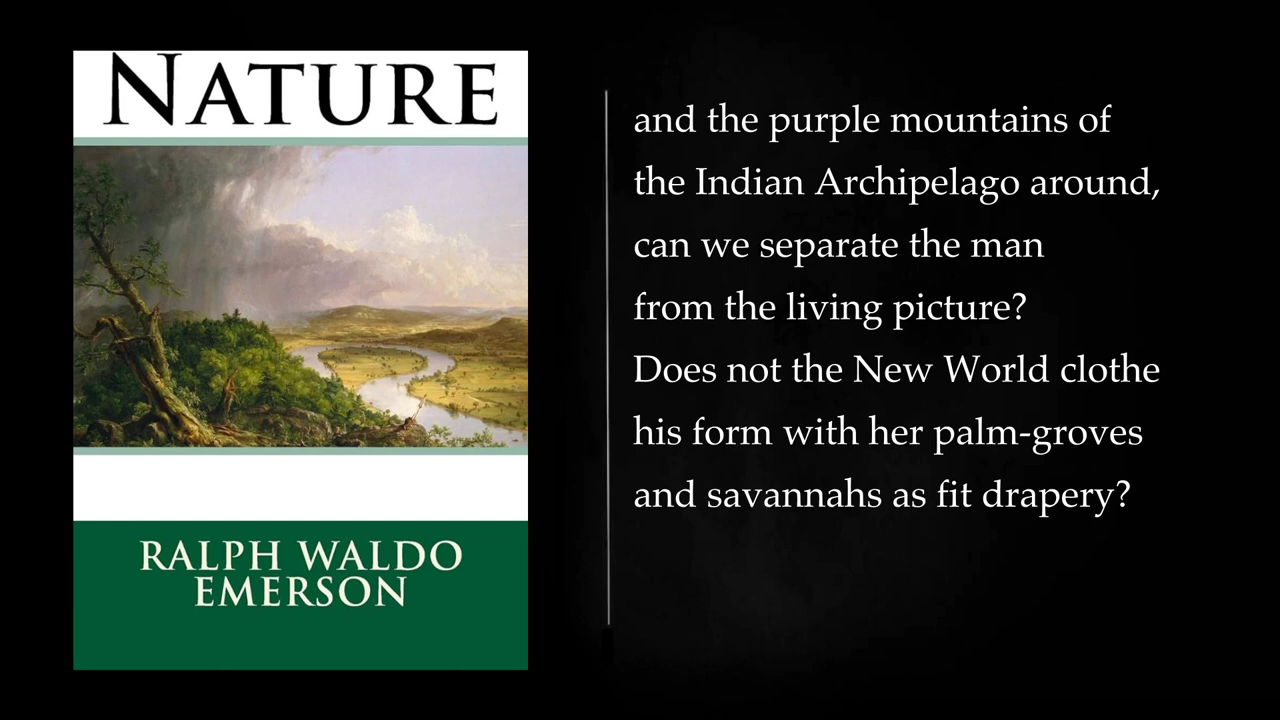 NATURE
RALPH WALDO
EMERSON
and the purple mountains of
the Indian Archipelago around,
can we separate the man
from the living picture?
Does not the New World clothe
his form with her palm-groves
and savannahs as fit drapery?